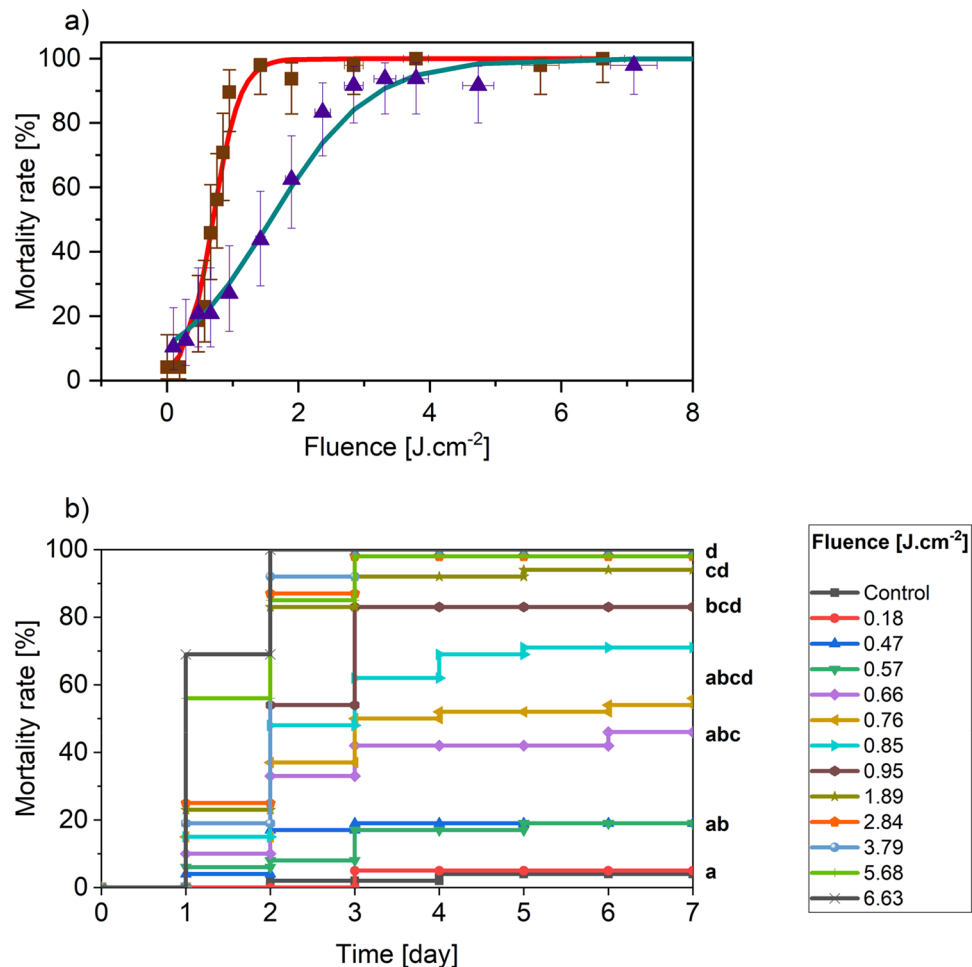 a)
100
80
60
40
20
0
Mortality rate [%]
0
2
4
6
8
Fluence [J.cm-2]
b)
100
80
60
40
20
0
Mortality rate [%]
d
cd
bcd
abcd
abc
ab
a
0
1
2
3
4
5
6
7
Time [day]
Fluence [J.cm-2]
Control
0.18
0.47
0.57
0.66
0.76
0.85
0.95
1.89
2.84
3.79
5.68
6.63